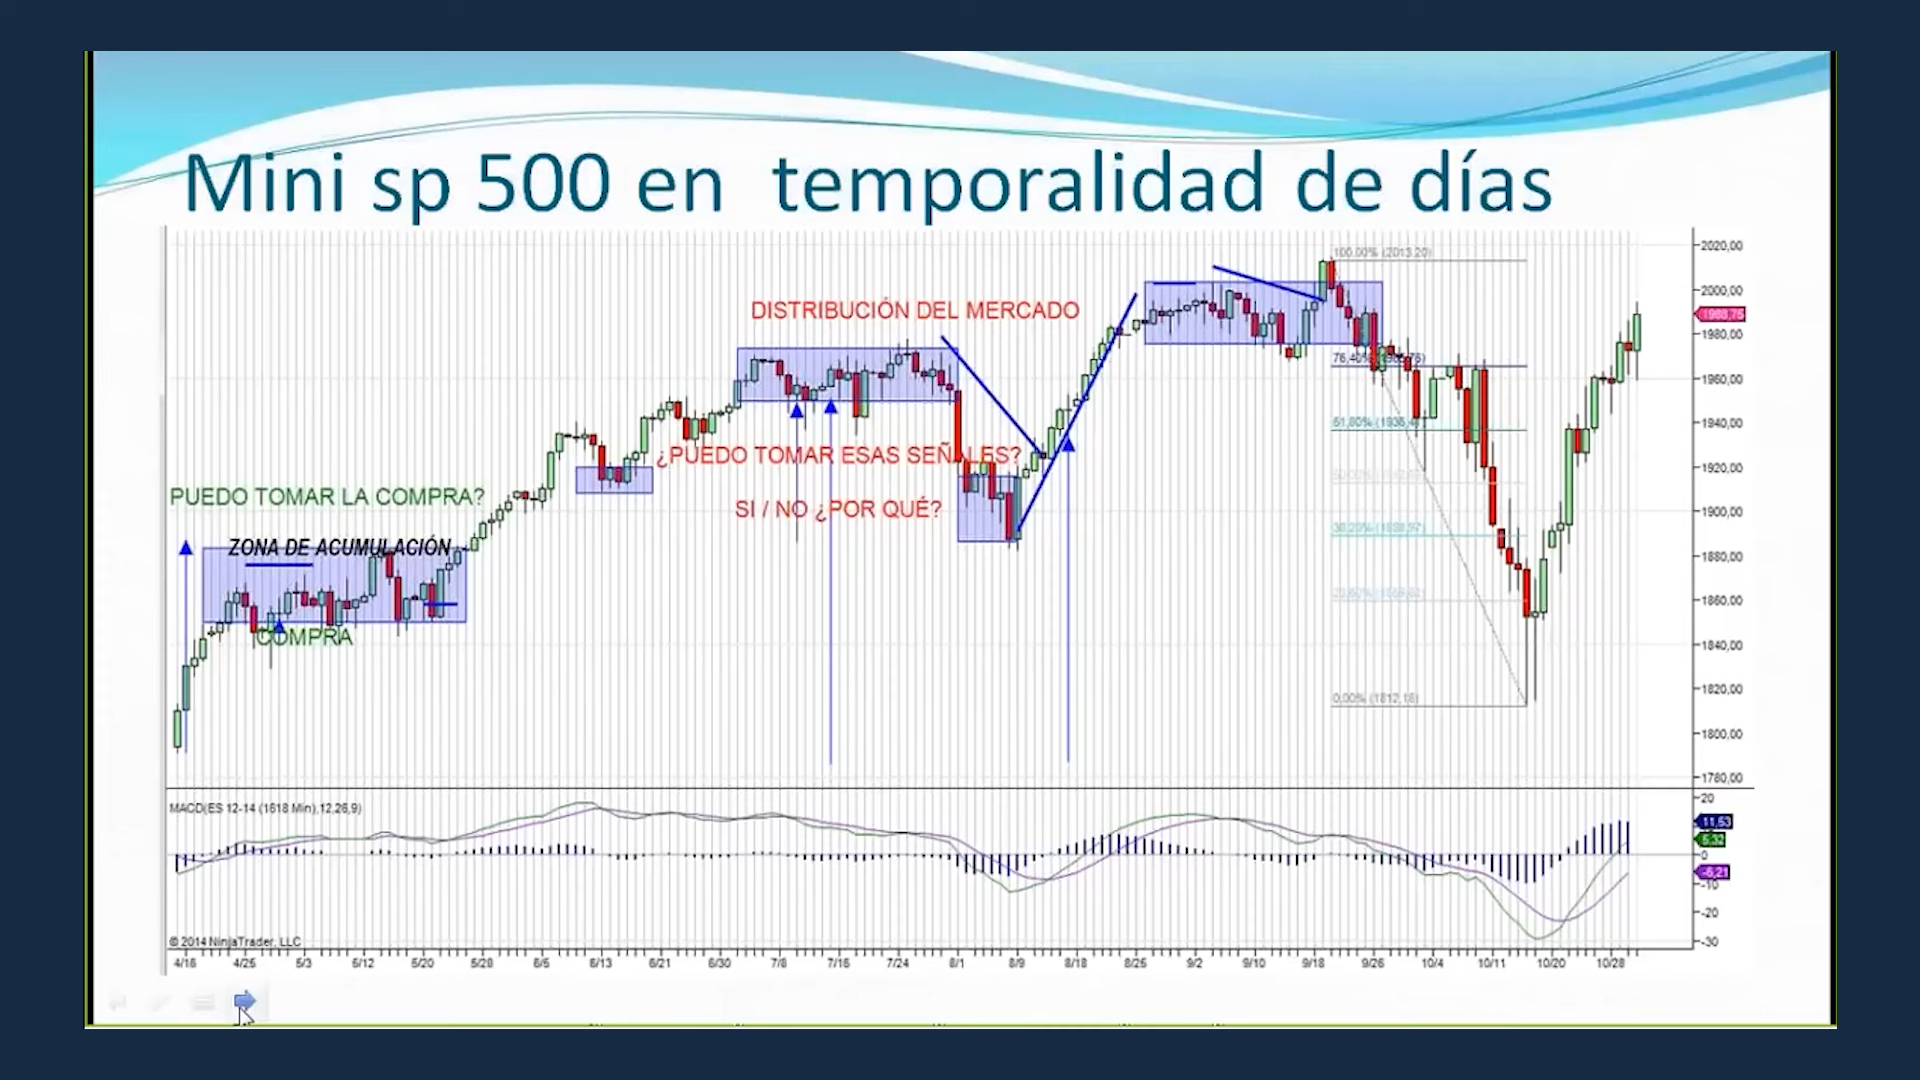 Mini sp 500 en temporalidad de días
100,00% (2013,20)
DISTRIBUCIÓN DEL MERCADO
¿PUEDO TOMAR ESAS SEÑALES?
SI / NO ¿POR QUÉ?
PUEDO TOMAR LA COMPRA?
ZONA DE ACUMULACIÓN
COMPRA
0,00% (1812,18)
2020,00
2000,00
1988,75
1980,00
1960,00
1940,00
1920,00
1900,00
1880,00
1860,00
1840,00
1820,00
1800,00
1780,00
MACD(ES 12-14 (1618 Min),12,26,9)
20
11,53
0
-6,21
-10
-20
-30
© 2014 NinjaTrader, LLC
4/16 4/25 5/3 5/12 5/20 5/28 6/5 6/13 6/21 6/30 7/8 7/16 7/24 8/1 8/9 8/18 8/25 9/2 9/10 9/18 9/26 10/4 10/11 10/20 10/28